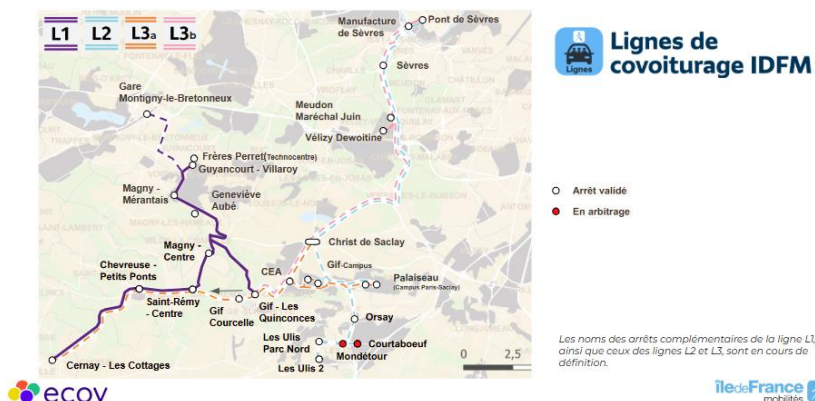 L1 L2 L3a L3b
Manufacture
de Sèvres
Pont de Sèvres
Sèvres
Gare
Montigny-le-Bretonneux
Meudon
Maréchal Juin
Vélizy Dewoitine
Frères Perret(Technocentre)
Guyancourt - Villaroy
Magny -
Mérantais
Geneviève
Aubé
Christ de Saclay
Magny -
Centre
Chevreuse -
Petits Ponts
CEA
Gif-Campus
Palaiseau
(Campus Paris-Saclay)
Saint-Rémy
- Centre
Gif
Courcelle
Gif - Les
Quinconces
Orsay
Les Ulis
Parc Nord
Courtaboeuf
Mondétour
Les Ulis 2
Cernay - Les Cottages
0 2,5
Lignes
Lignes de
covoiturage IDFM
Arrêt validé
En arbitrage
Les noms des arrêts complémentaires de la ligne L1,
ainsi que ceux des lignes L2 et L3, sont en cours de
définition.
ecov
îledeFrance
mobilités